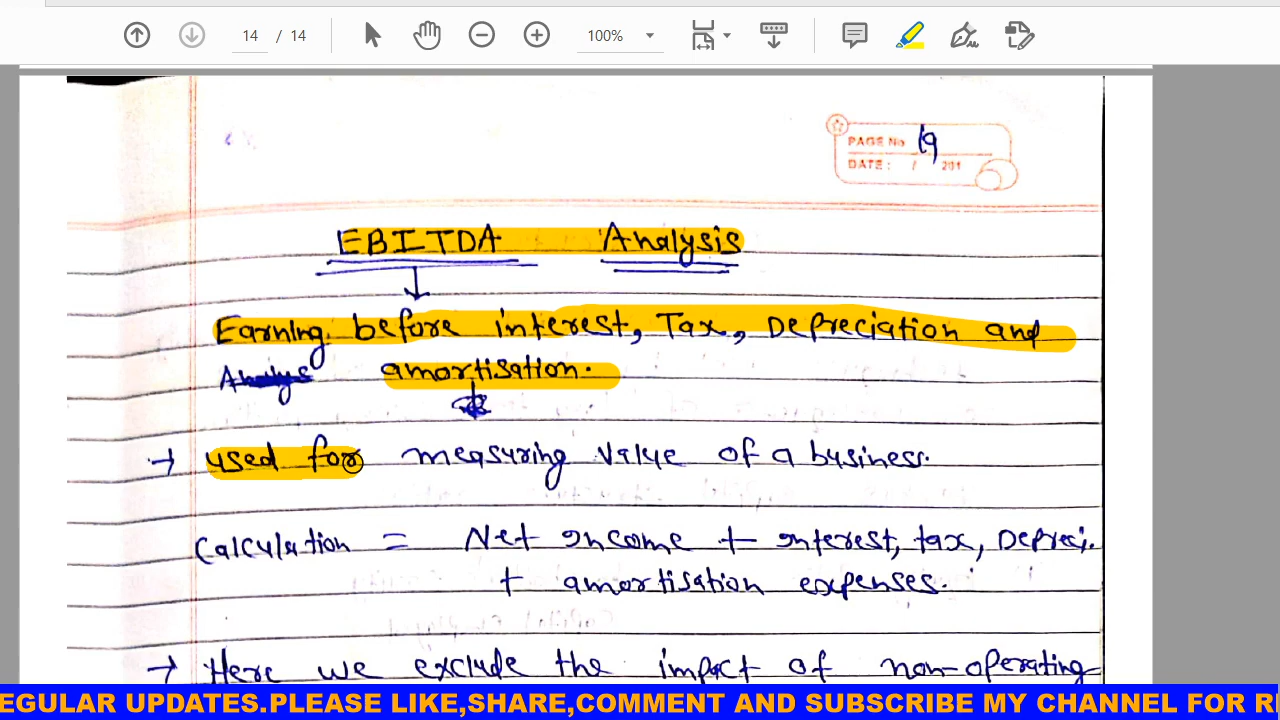 14 / 14
100%
PAGE No 19
DATE: / 201
EBITDA Analysis
Earning before interest, Tax, Depreciation and
amortisation.
→ used for measuring value of a business.
Calculation = Net income + interest, tax, Depreci.
+ amortisation expenses.
→ Here we exclude the impact of non-operating
EGULAR UPDATES.PLEASE LIKE,SHARE,COMMENT AND SUBSCRIBE MY CHANNEL FOR R